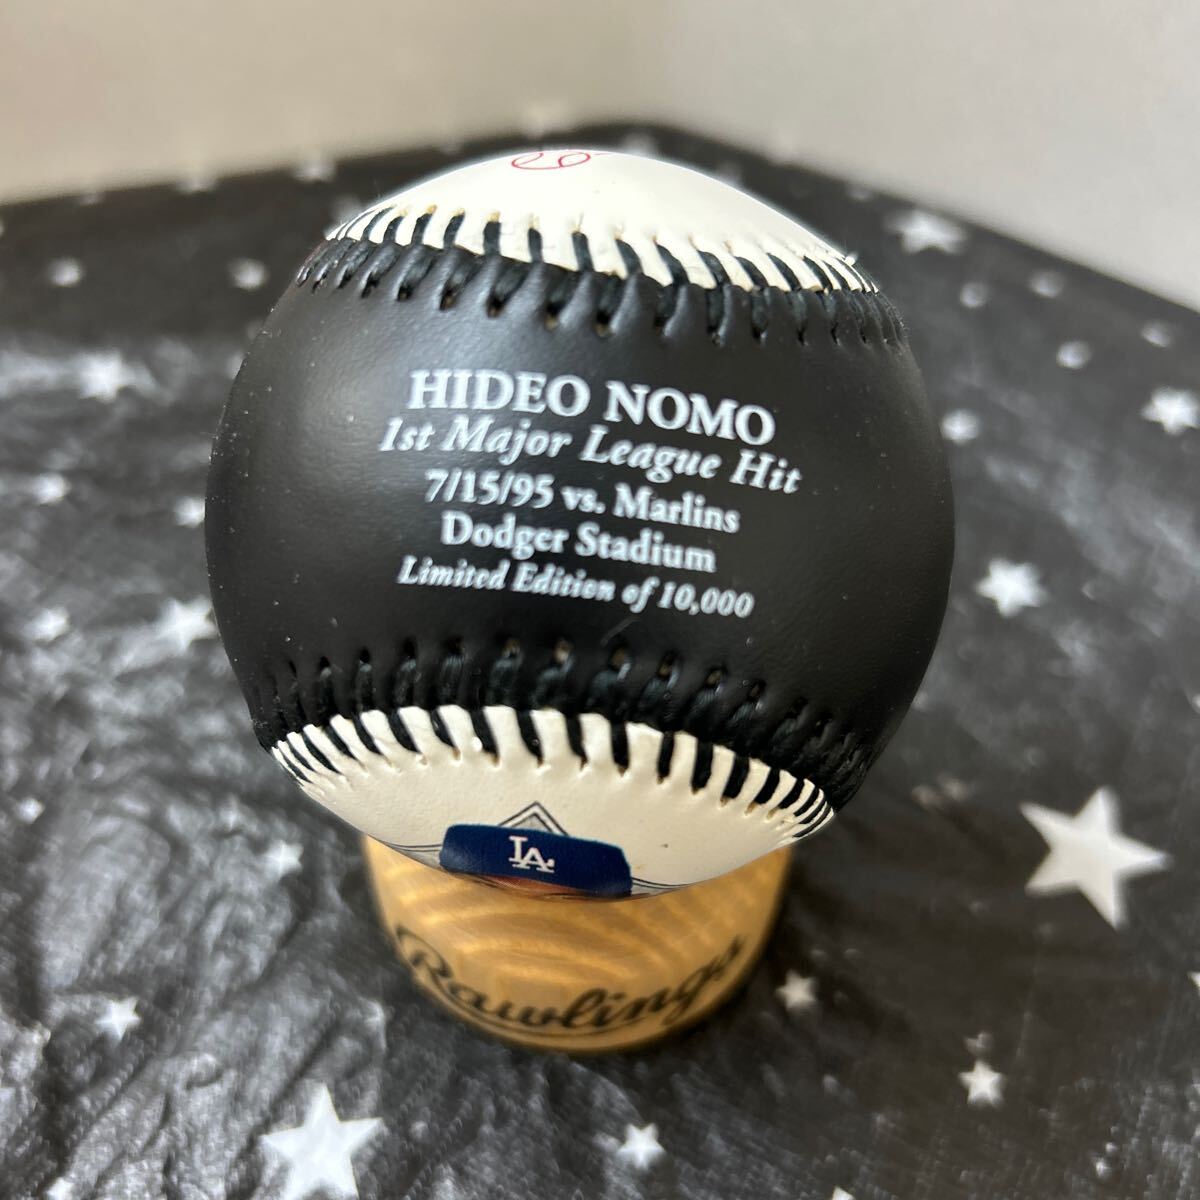 HIDEO NOMO
1st Major League Hit
7/15/95 vs. Marlins
Dodger Stadium
Limited Edition of 10,000
LA
Rawlings